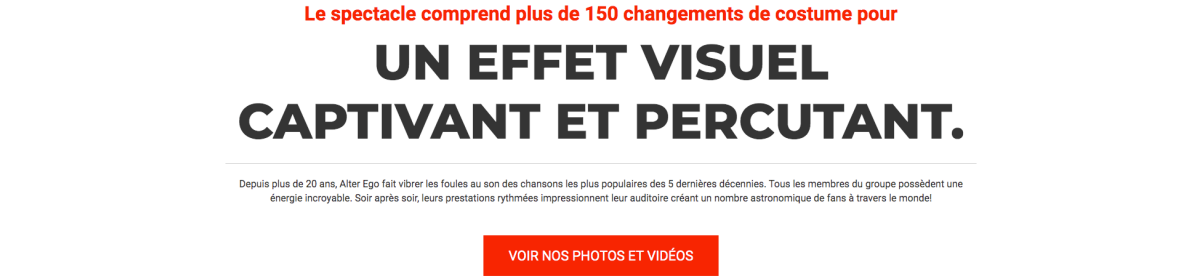 Le spectacle comprend plus de 150 changements de costume pour
UN EFFET VISUEL
CAPTIVANT ET PERCUTANT.
Depuis plus de 20 ans, Alter Ego fait vibrer les foules au son des chansons les plus populaires des 5 dernières décennies. Tous les membres du groupe possèdent une
énergie incroyable. Soir après soir, leurs prestations rythmées impressionnent leur auditoire créant un nombre astronomique de fans à travers le monde!
VOIR NOS PHOTOS ET VIDÉOS